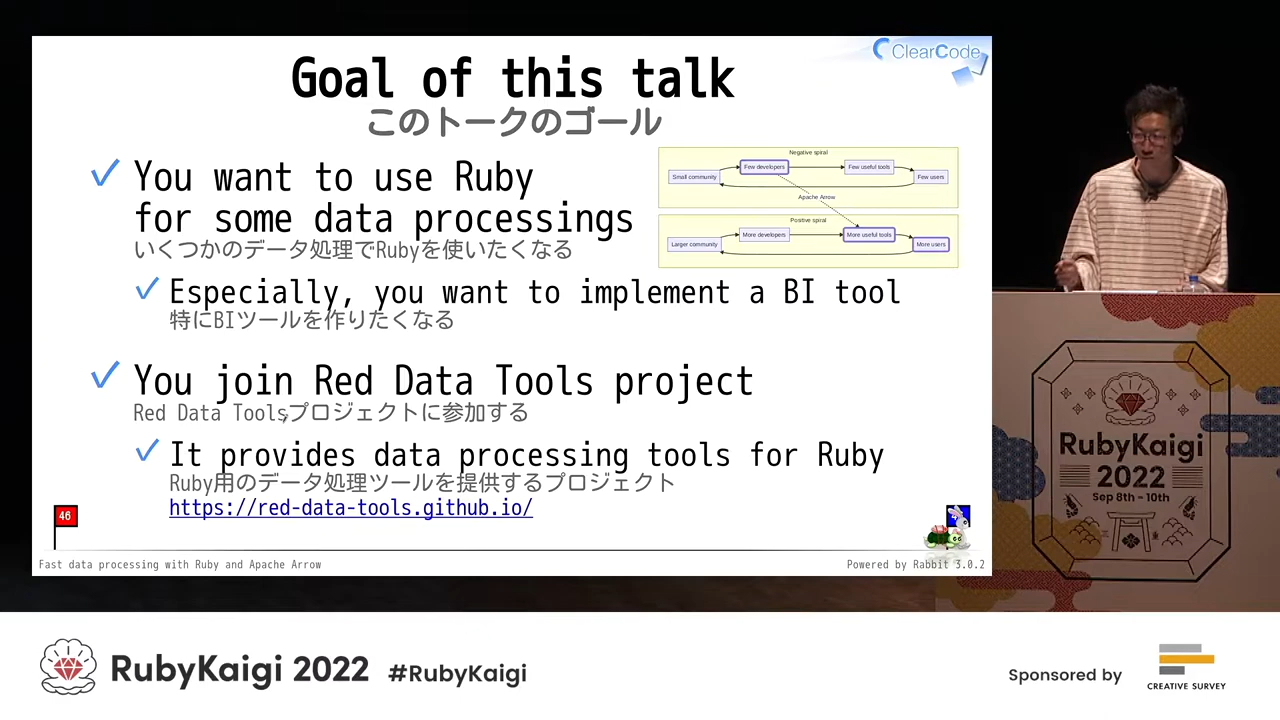 ClearCode
Goal of this talk
このトークのゴール
You want to use Ruby
for some data processings
いくつかのデータ処理でRubyを使いたくなる
Negative spiral
Small community
Few developers
Few useful tools
Few users
Apache Arrow
Positive spiral
Larger community
More developers
More useful tools
More users
Especially, you want to implement a BI tool
特にBIツールを作りたくなる
You join Red Data Tools project
Red Data Toolsプロジェクトに参加する
It provides data processing tools for Ruby
Ruby用のデータ処理ツールを提供するプロジェクト
https://red-data-tools.github.io/
46
Fast data processing with Ruby and Apache Arrow
Powered by Rabbit 3.0.2
RubyKaigi
2022
Sep 8th - 10th
RubyKaigi 2022 #RubyKaigi
Sponsored by
CREATIVE SURVEY